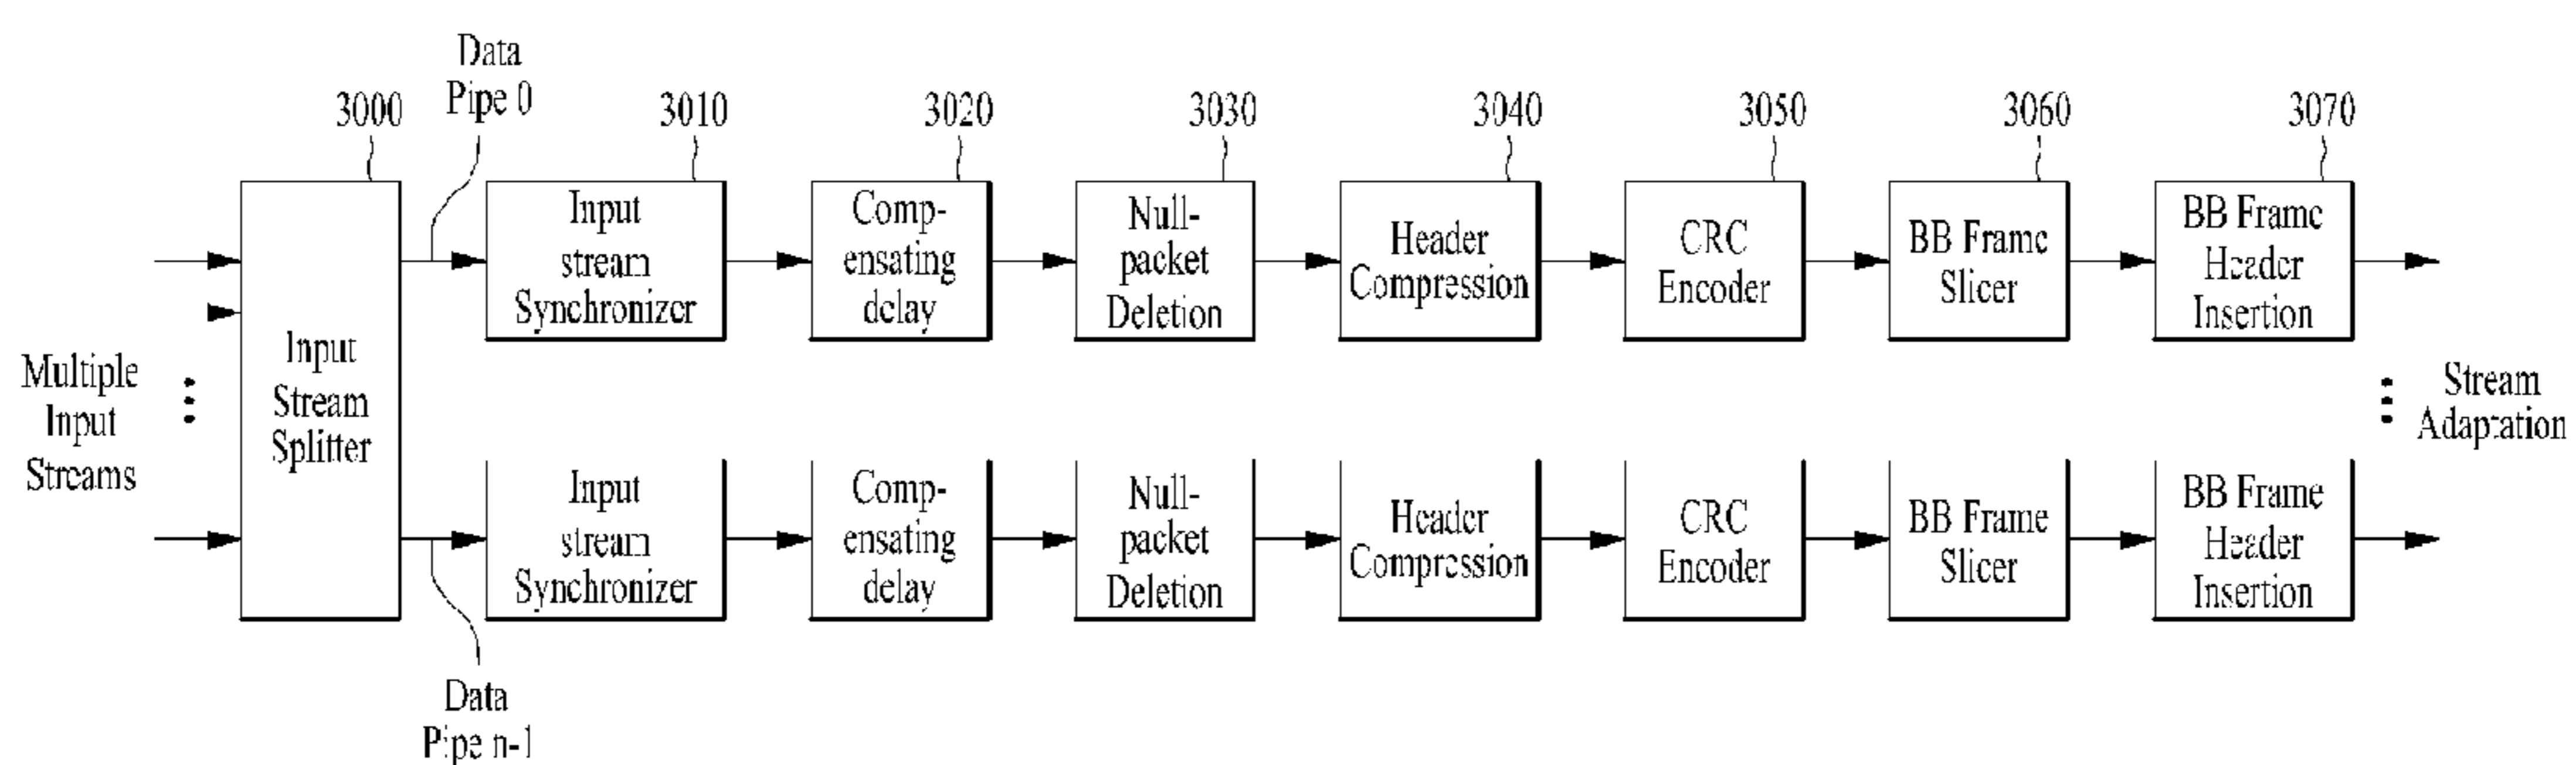 Data
Pipe 0
3000
3010
3020
3030
3040
3050
3060
3070
Multiple
Input
Streams
Input
Stream
Splitter
Input
stream
Synchronizer
Comp-
ensating
delay
Null-
packet
Deletion
Header
Compression
CRC
Encoder
BB Frame
Slicer
BB Frame
Header
Insertion
Stream
Adaptation
Input
stream
Synchronizer
Comp-
ensating
delay
Null-
packet
Deletion
Header
Compression
CRC
Encoder
BB Frame
Slicer
BB Frame
Header
Insertion
Data
Pipe n-1